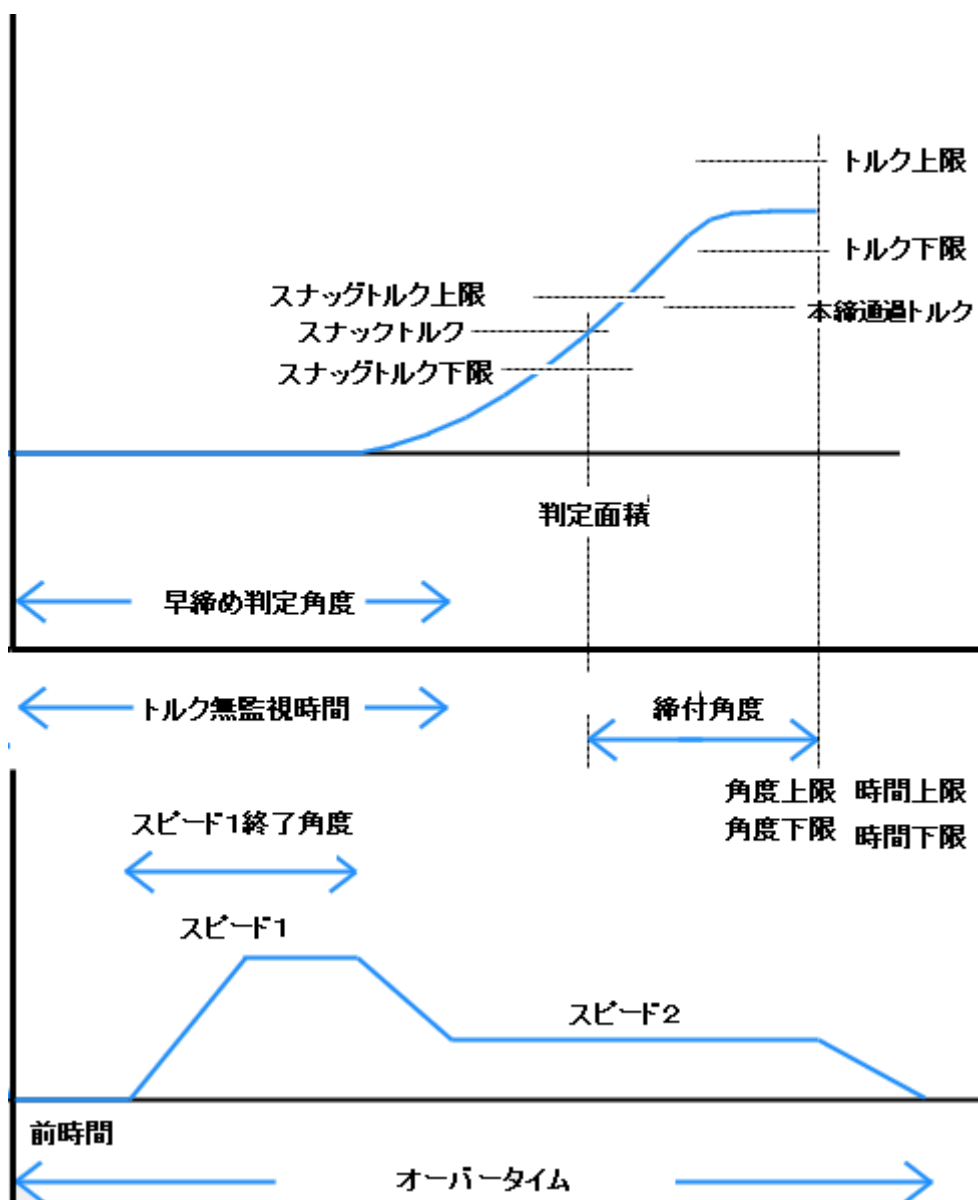 トルク上限
トルク下限
スナッグトルク上限
本締通過トルク
スナックトルク
スナッグトルク下限
判定面積
早締め判定角度
トルク無監視時間
締付角度
角度上限 時間上限
角度下限 時間下限
スピード1終了角度
スピード1
スピード2
前時間
オーバータイム